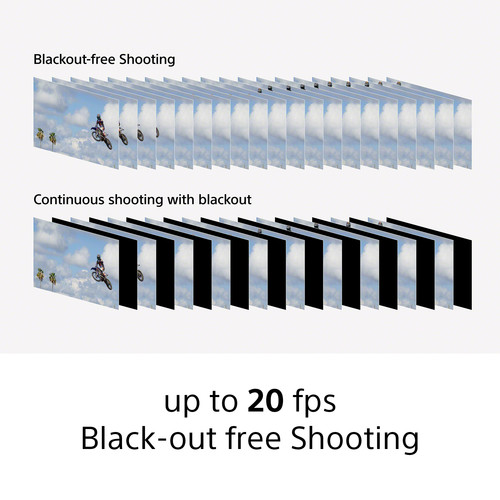 Blackout-free Shooting
Continuous shooting with blackout
up to 20 fps
Black-out free Shooting